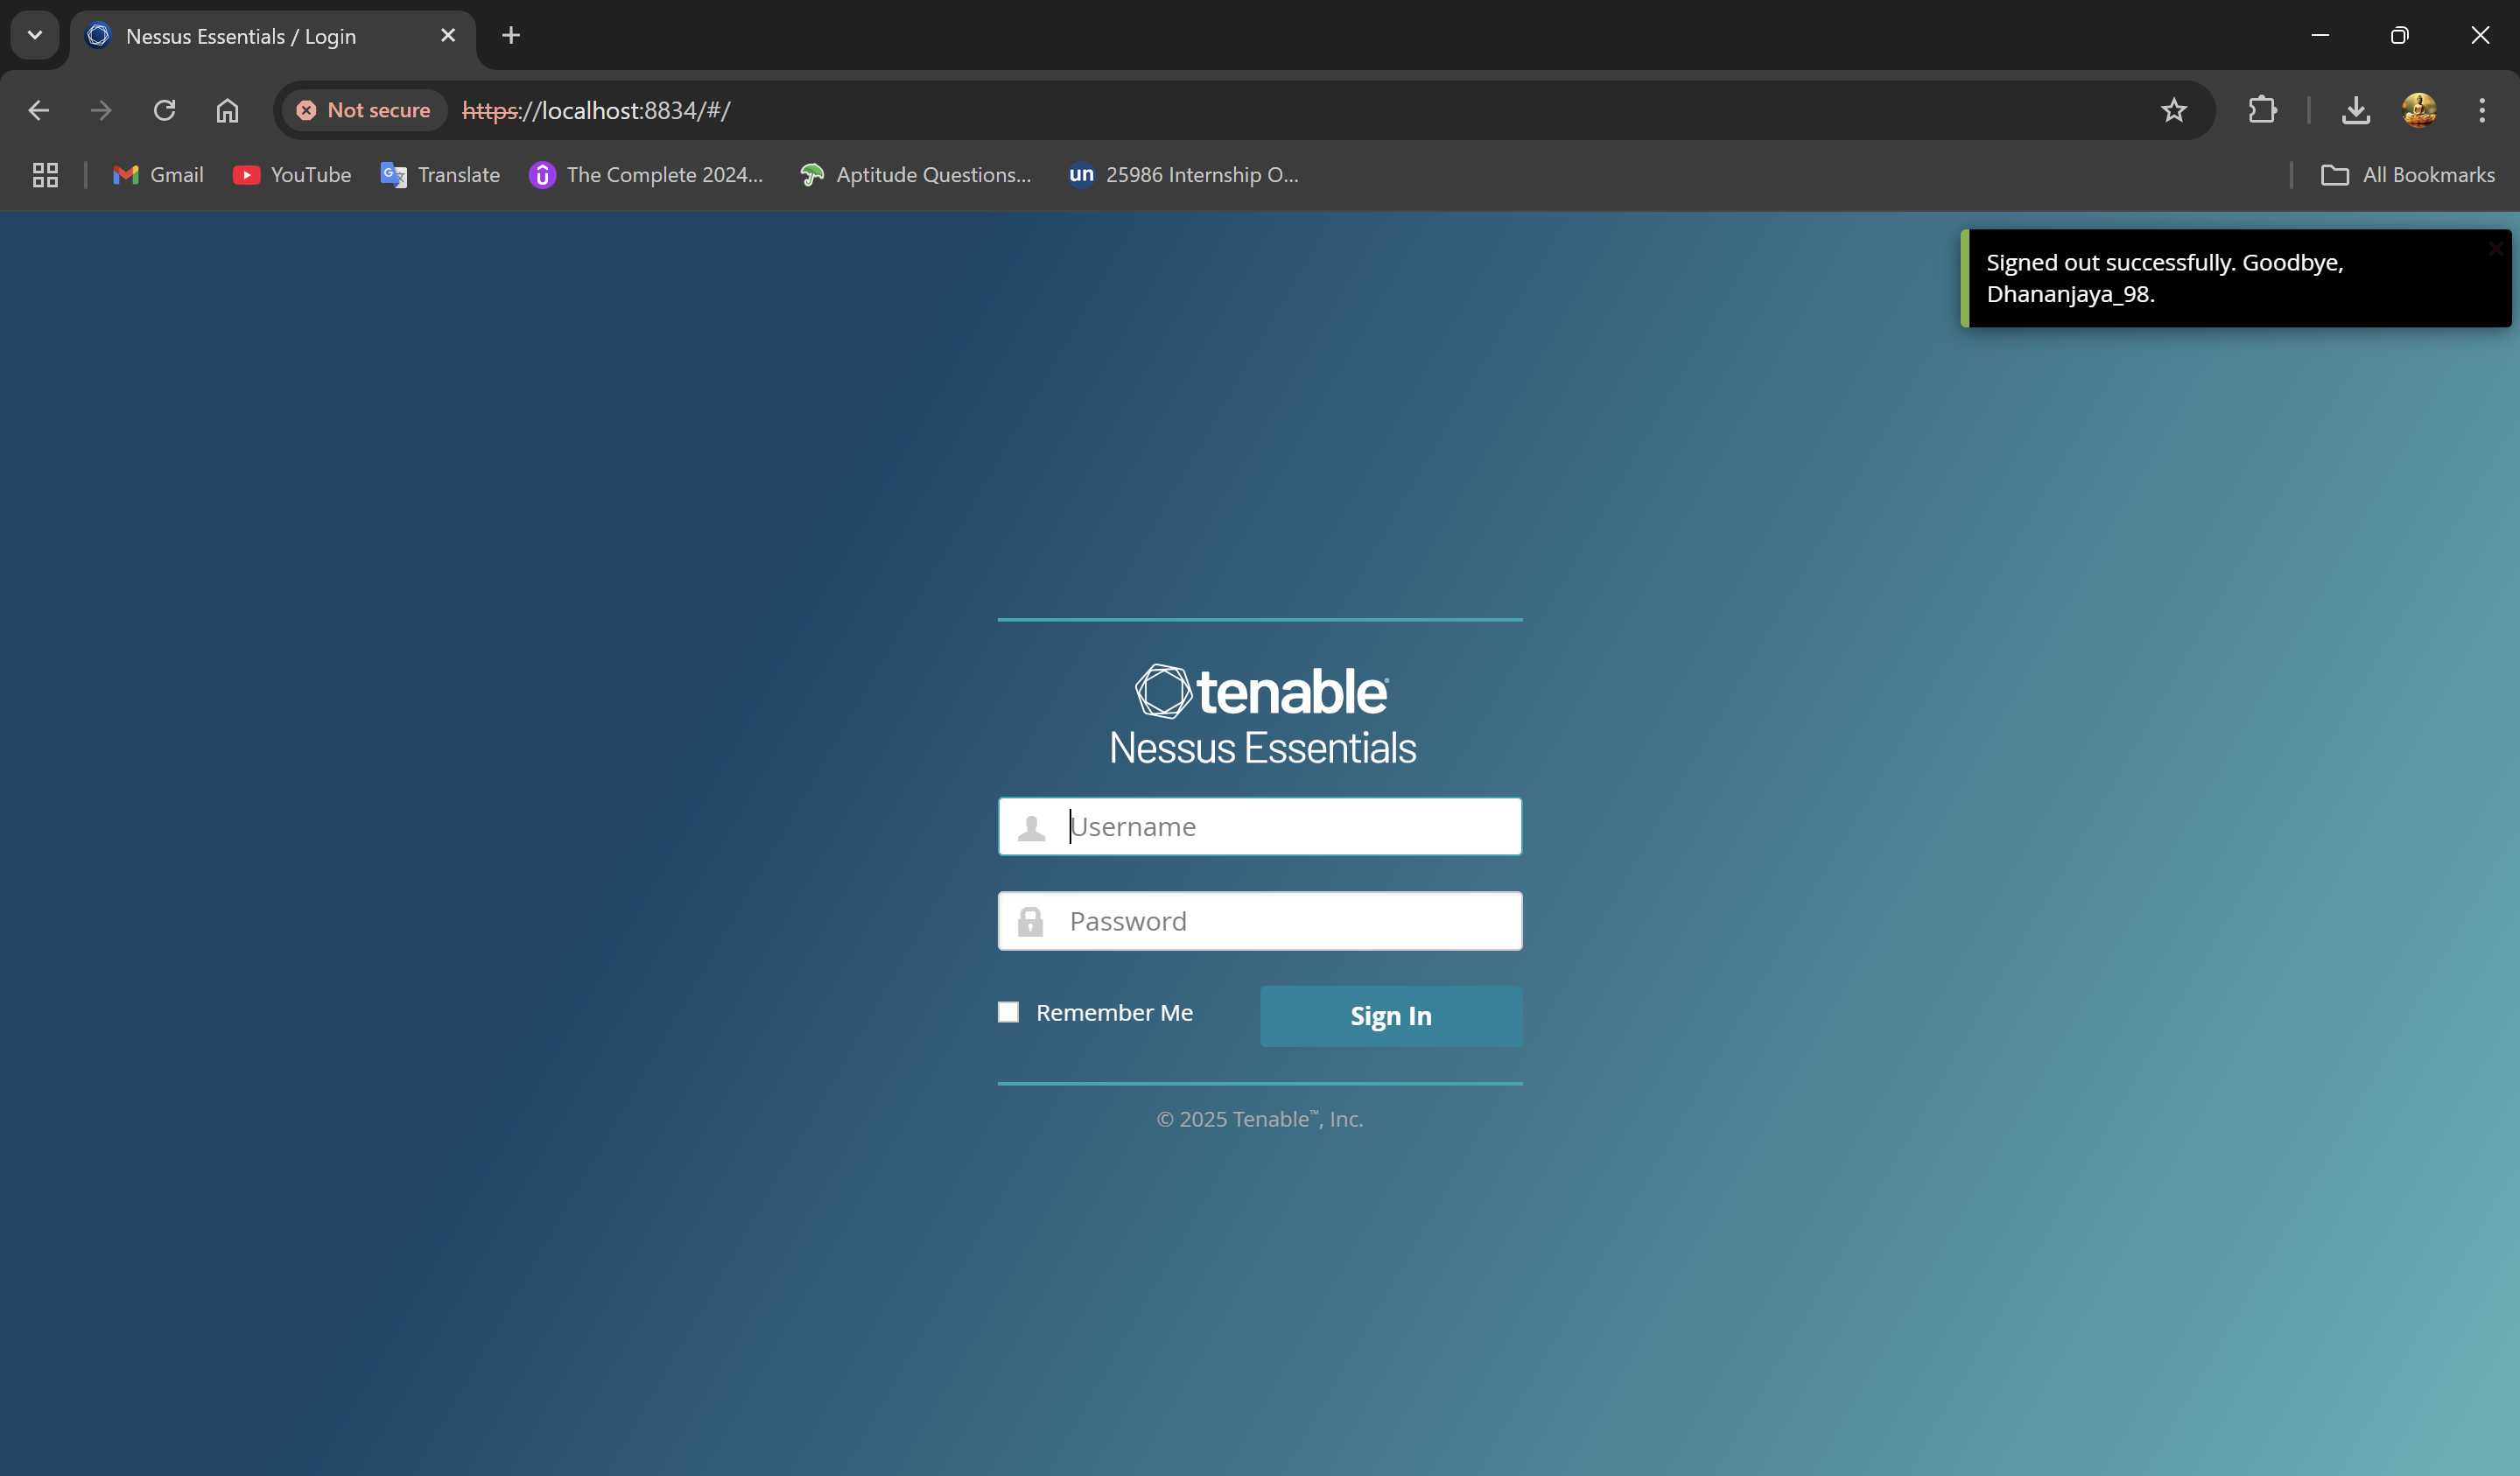 Nessus Essentials / Login
Not secure
https://localhost:8834/#/
Gmail
YouTube
Translate
The Complete 2024...
Aptitude Questions...
un
25986 Internship O...
All Bookmarks
Signed out successfully. Goodbye,
Dhananjaya_98.
tenable
Nessus Essentials
Username
Password
Remember Me
Sign In
© 2025 Tenable™, Inc.